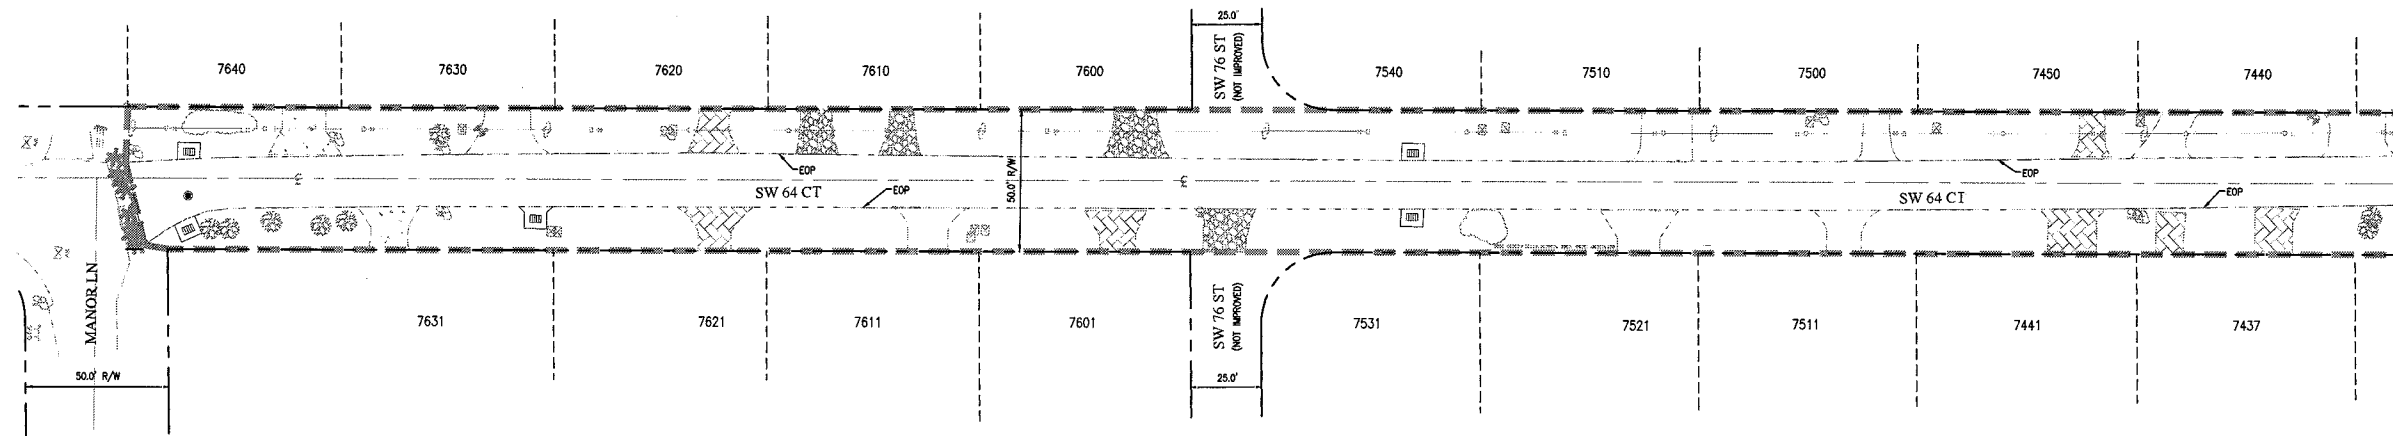 25.0'
SW 76 ST
(NOT IMPROVED)
7640
7630
7620
7610
7600
7540
7510
7500
7450
7440
EOP
EOP
℄
℄
SW 64 CT
EOP
50.0' R/W
SW 64 CT
EOP
MANOR LN
7631
7621
7611
7601
SW 76 ST
(NOT IMPROVED)
7531
7521
7511
7441
7437
50.0' R/W
25.0'